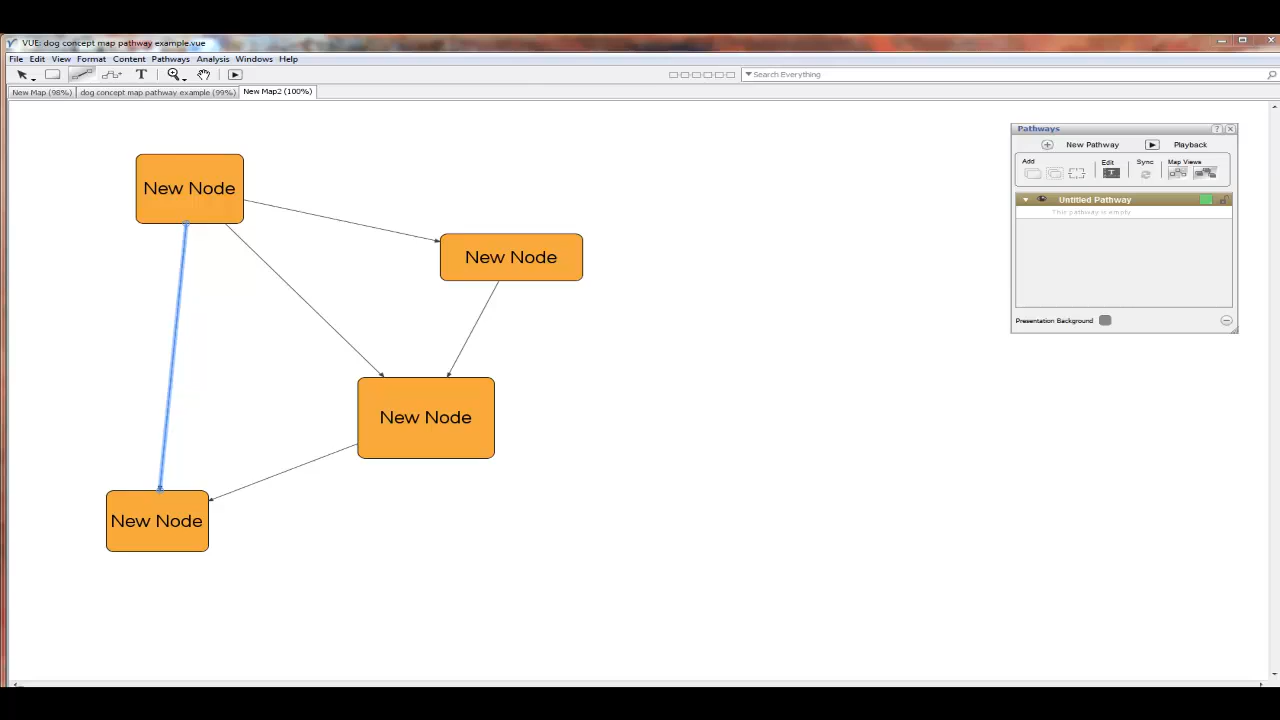 VUE: dog concept map pathway example.vue
File Edit View Format Content Pathways Analysis Windows Help
T Search Everything
New Map (98%) dog concept map pathway example (99%) New Map2 (100%)
Pathways ?
New Pathway Playback
Add Edit Sync Map Views
T
Untitled Pathway
This pathway is empty
Presentation Background
New Node
New Node
New Node
New Node